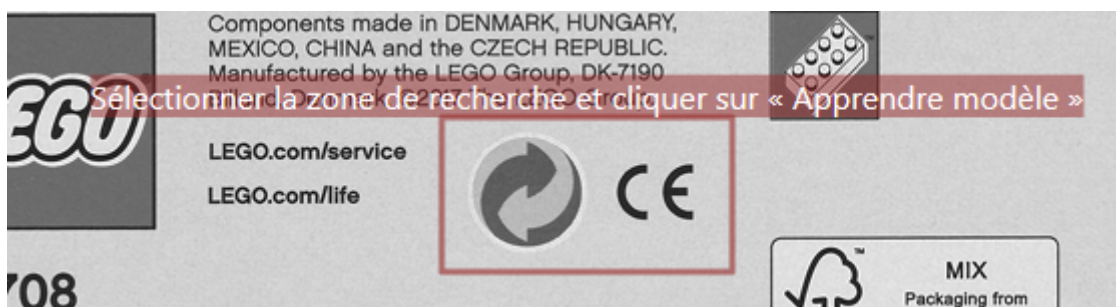 Components made in DENMARK, HUNGARY,
MEXICO, CHINA and the CZECH REPUBLIC.
Manufactured by the LEGO Group, DK-7190
Sélectionner la zone de recherche et cliquer sur « Apprendre modèle »
LEGO
LEGO.com/service
LEGO.com/life
CE
708
MIX
Packaging from